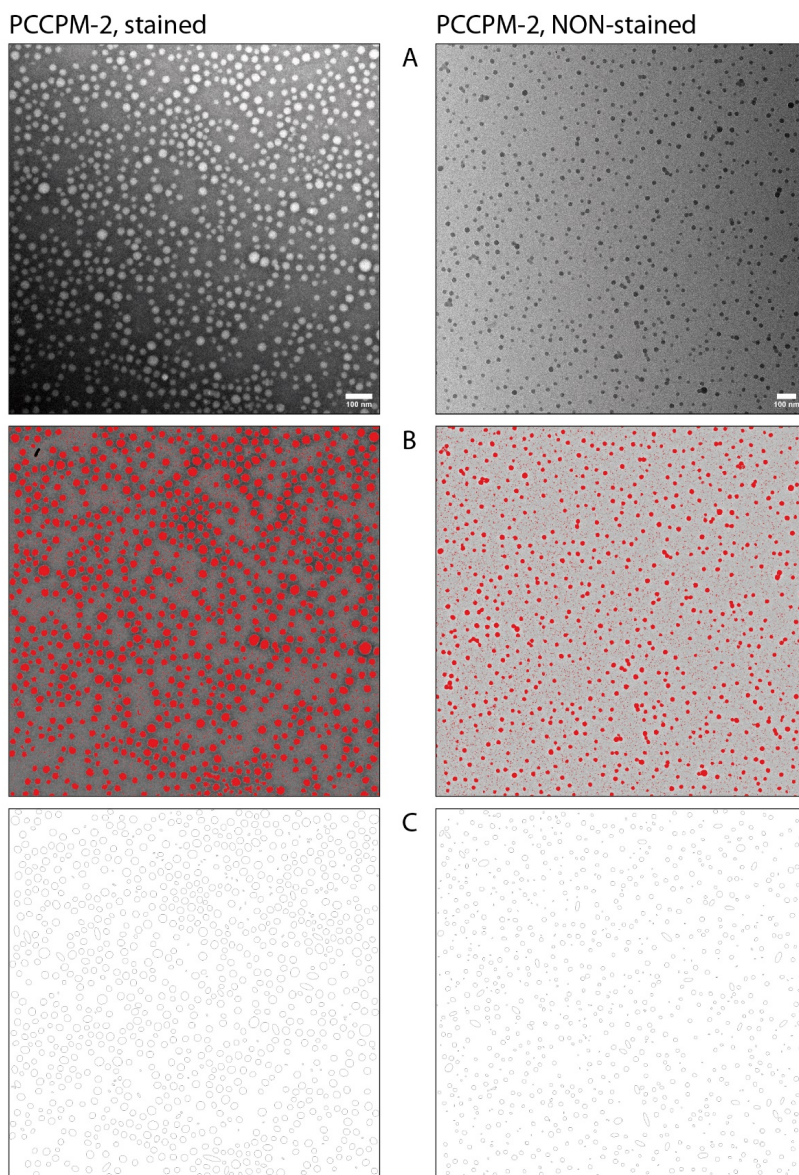 PCCPM-2, stained
PCCPM-2, NON-stained
A
100 nm
100 nm
B
C